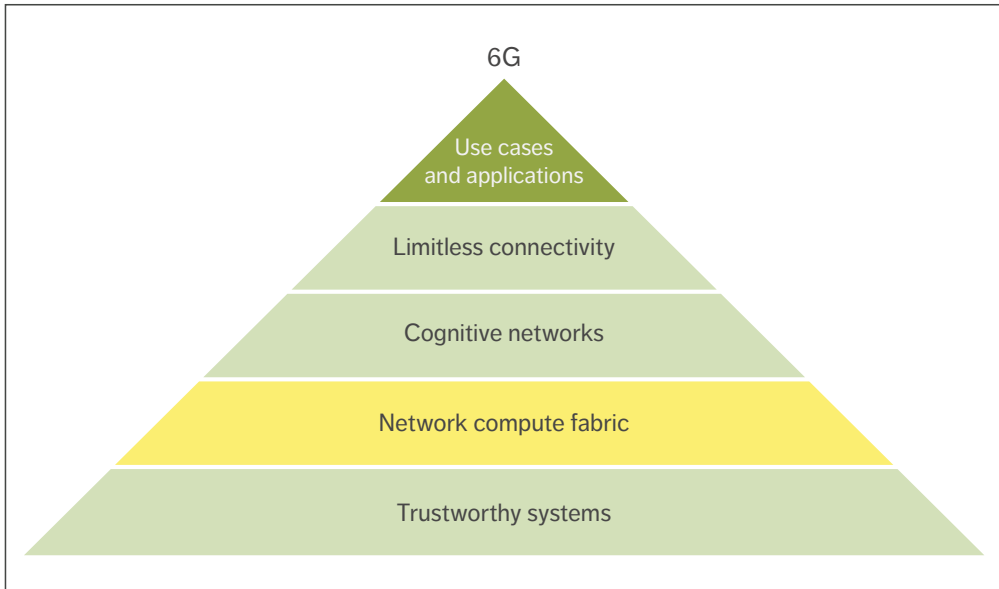 6G
Use cases
and applications
Limitless connectivity
Cognitive networks
Network compute fabric
Trustworthy systems